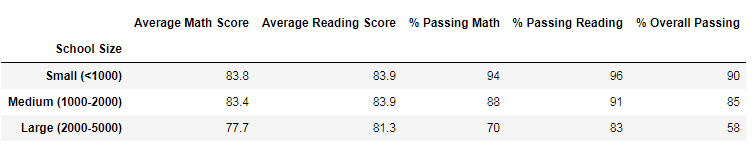 Average Math Score Average Reading Score % Passing Math % Passing Reading % Overall Passing
School Size
Small (<1000) 83.8 83.9 94 96 90
Medium (1000-2000) 83.4 83.9 88 91 85
Large (2000-5000) 77.7 81.3 70 83 58